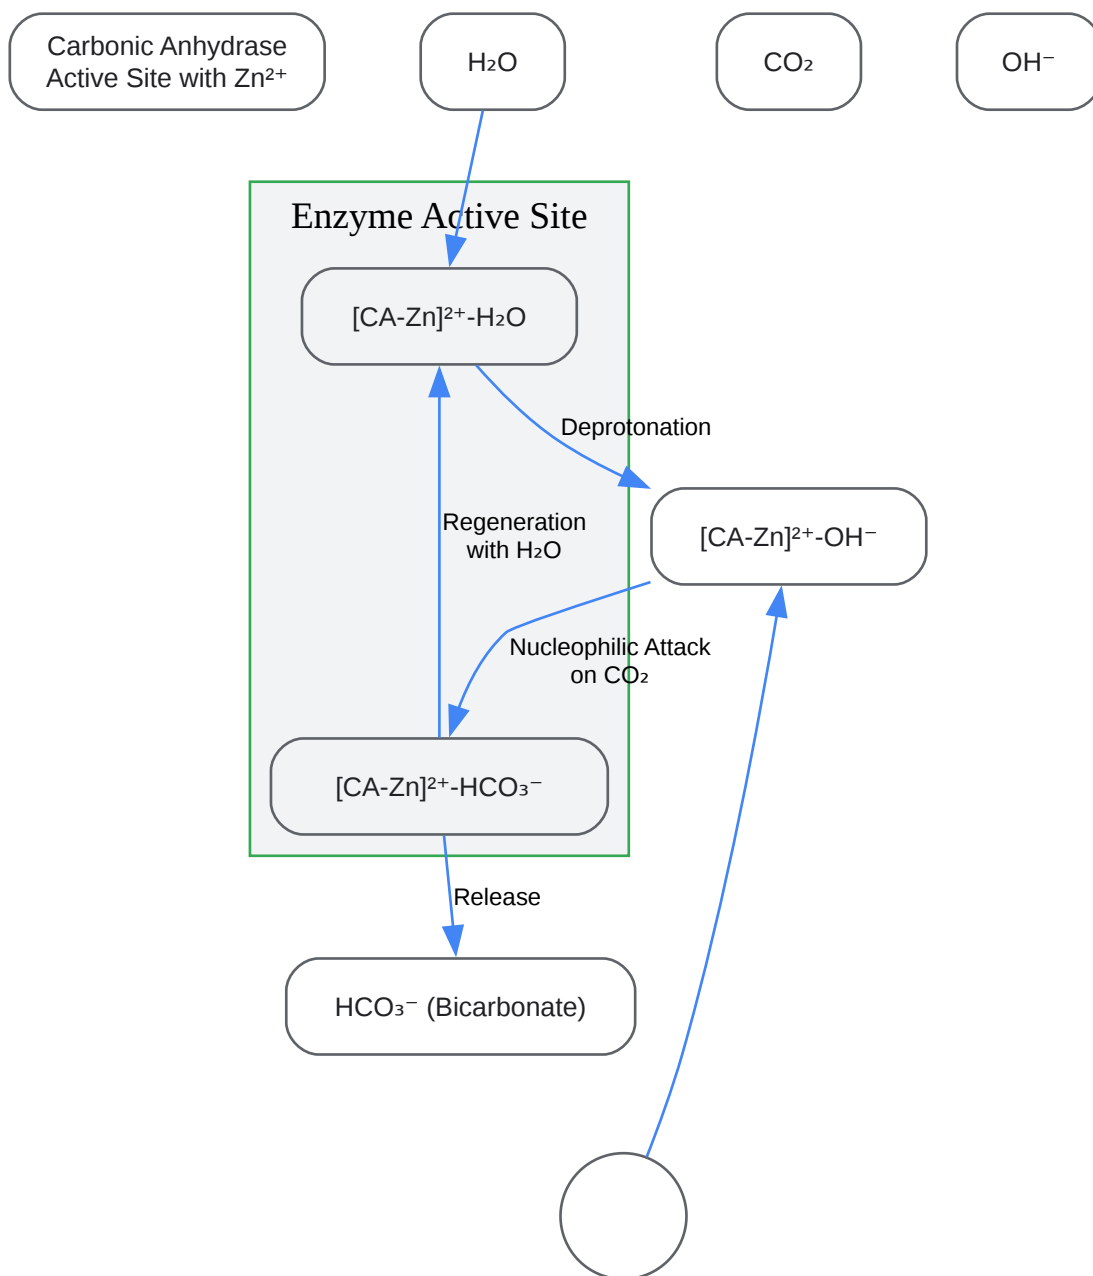 Carbonic Anhydrase
Active Site with Zn²⁺
H₂O
CO₂
OH⁻
Enzyme Active Site
[CA-Zn]²⁺-H₂O
Deprotonation
Regeneration
with H₂O
[CA-Zn]²⁺-OH⁻
Nucleophilic Attack
on CO₂
[CA-Zn]²⁺-HCO₃⁻
Release
HCO₃⁻ (Bicarbonate)